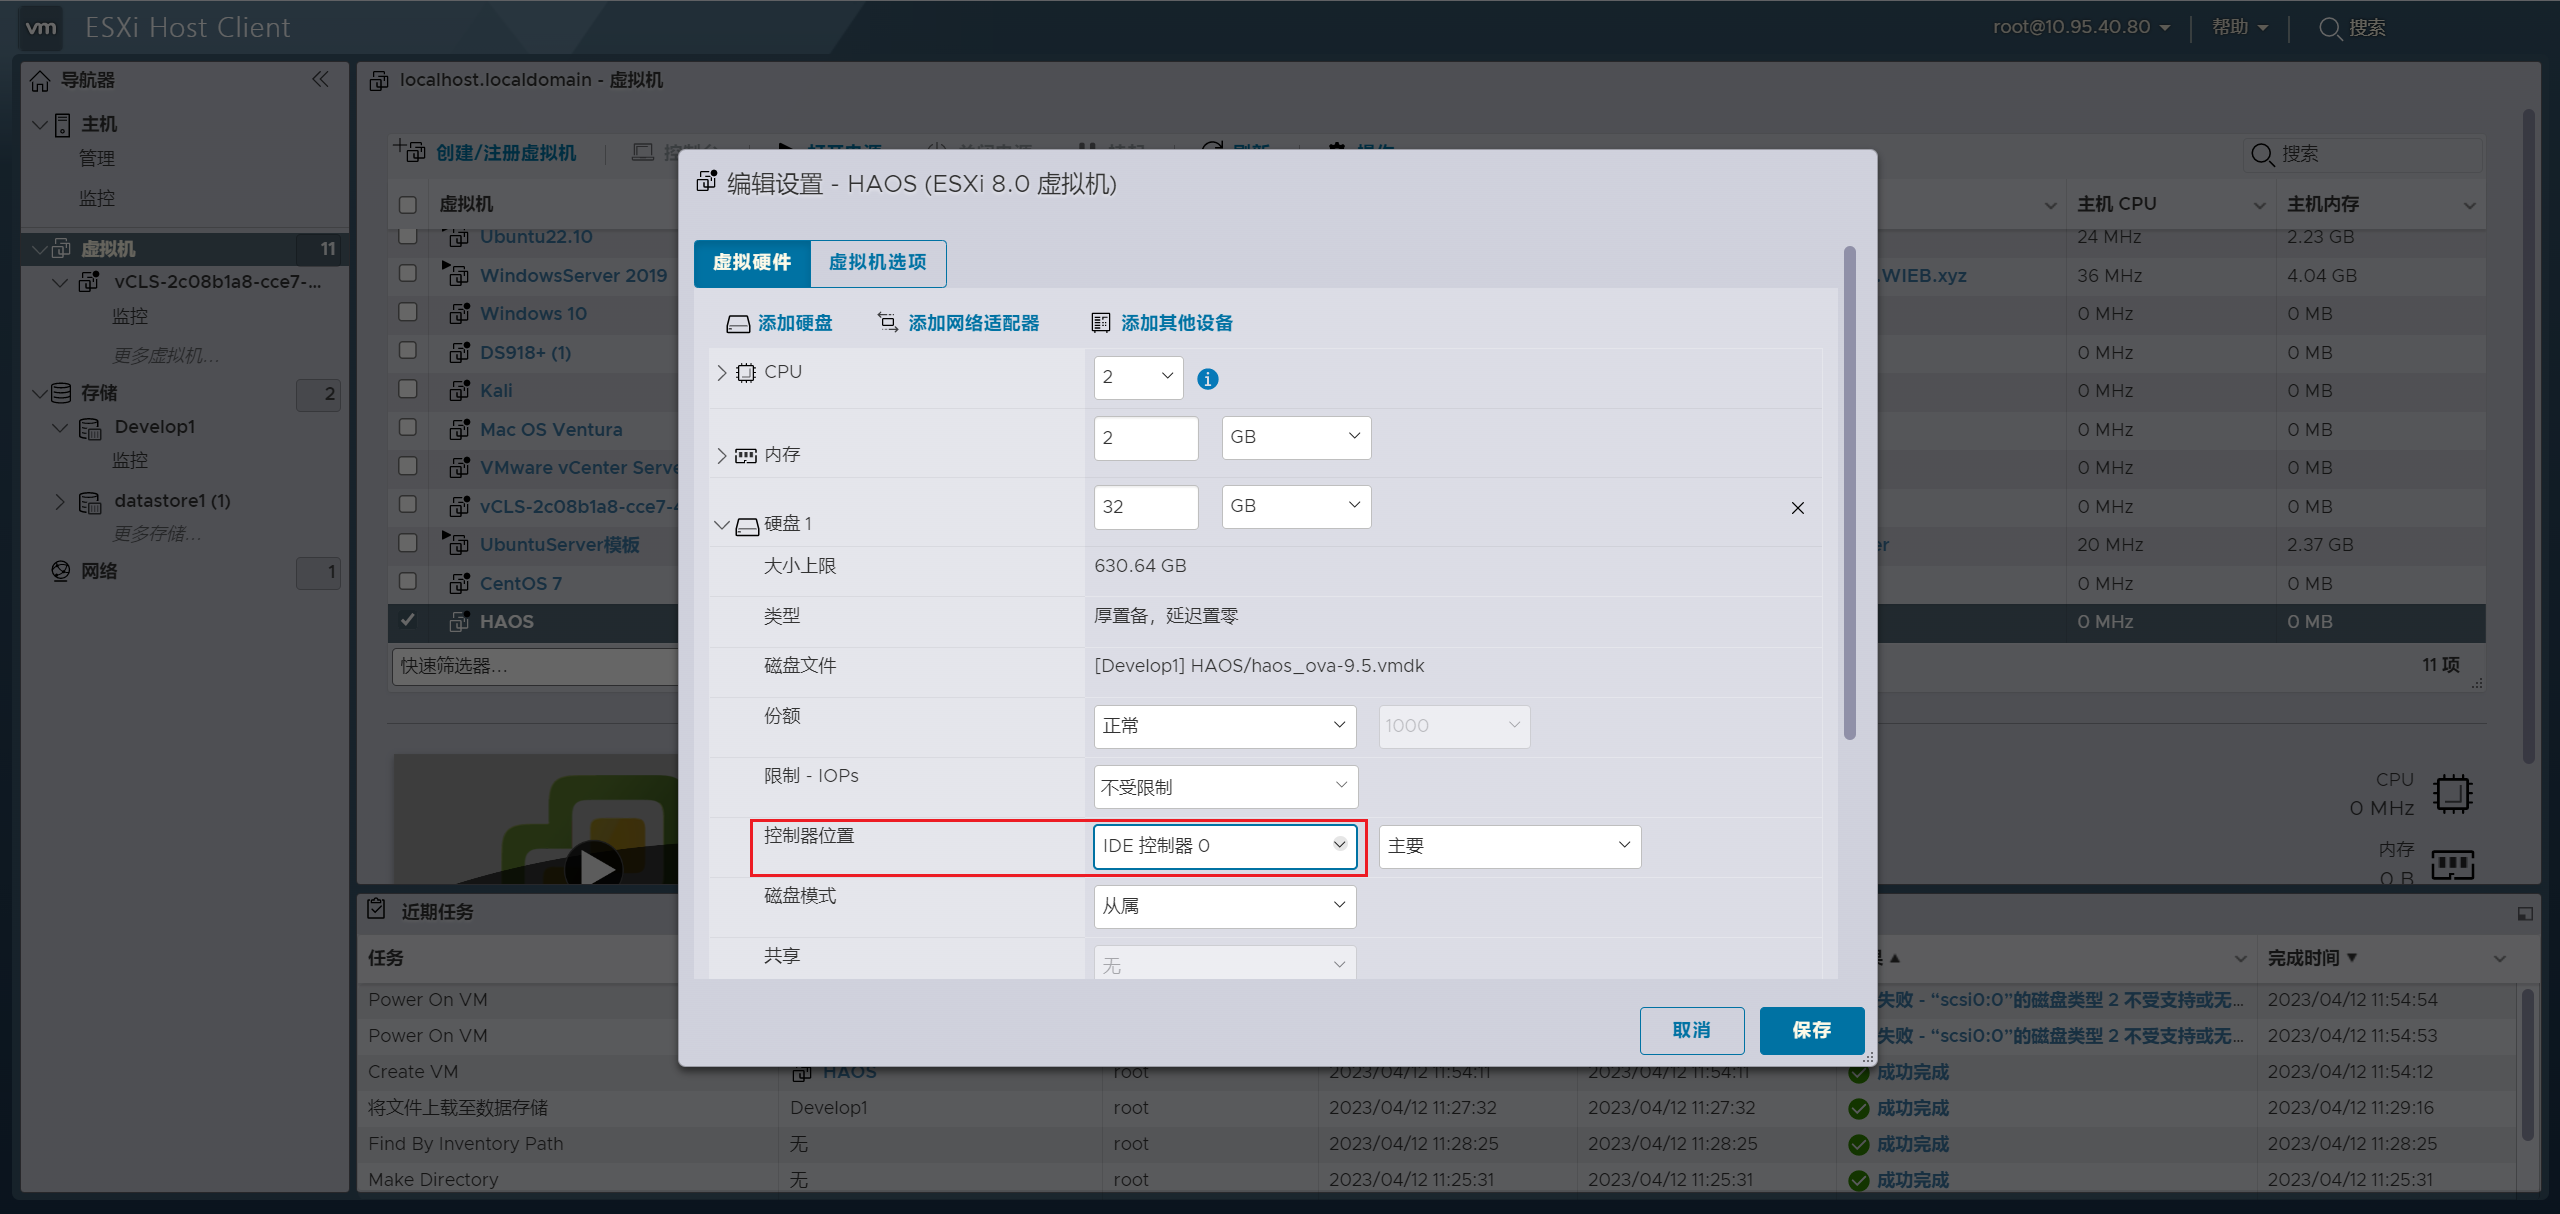 vm ESXi Host Client
root@10.95.40.80 帮助 搜索
导航器
主机
管理
监控
虚拟机 11
vCLS-2c08b1a8-cce7-...
监控
更多虚拟机...
存储 2
Develop1
监控
datastore1 (1)
更多存储...
网络 1
localhost.localdomain - 虚拟机
创建/注册虚拟机 搜索
虚拟机 主机 CPU 主机内存
Ubuntu22.10 24 MHz 2.23 GB
WindowsServer 2019 .WIEB.xyz 36 MHz 4.04 GB
Windows 10 0 MHz 0 MB
DS918+ (1) 0 MHz 0 MB
Kali 0 MHz 0 MB
Mac OS Ventura 0 MHz 0 MB
VMware vCenter Serve 0 MHz 0 MB
vCLS-2c08b1a8-cce7- 0 MHz 0 MB
UbuntuServer模板 er 20 MHz 2.37 GB
CentOS 7 0 MHz 0 MB
HAOS 0 MHz 0 MB
快速筛选器... 11 项
CPU
0 MHz
内存
0 B
编辑设置 - HAOS (ESXi 8.0 虚拟机)
虚拟硬件 虚拟机选项
添加硬盘 添加网络适配器 添加其他设备
CPU 2
内存 2 GB
硬盘 1 32 GB
大小上限 630.64 GB
类型 厚置备，延迟置零
磁盘文件 [Develop1] HAOS/haos_ova-9.5.vmdk
份额 正常 1000
限制 - IOPs 不受限制
控制器位置 IDE 控制器 0 主要
磁盘模式 从属
共享 无
取消 保存
近期任务
任务 完成时间▼
Power On VM 失败 - “scsi0:0”的磁盘类型 2 不受支持或无... 2023/04/12 11:54:54
Power On VM 失败 - “scsi0:0”的磁盘类型 2 不受支持或无... 2023/04/12 11:54:53
Create VM HAOS root 2023/04/12 11:54:11 2023/04/12 11:54:11 成功完成 2023/04/12 11:54:12
将文件上载至数据存储 Develop1 root 2023/04/12 11:27:32 2023/04/12 11:27:32 成功完成 2023/04/12 11:29:16
Find By Inventory Path 无 root 2023/04/12 11:28:25 2023/04/12 11:28:25 成功完成 2023/04/12 11:28:25
Make Directory 无 root 2023/04/12 11:25:31 2023/04/12 11:25:31 成功完成 2023/04/12 11:25:31